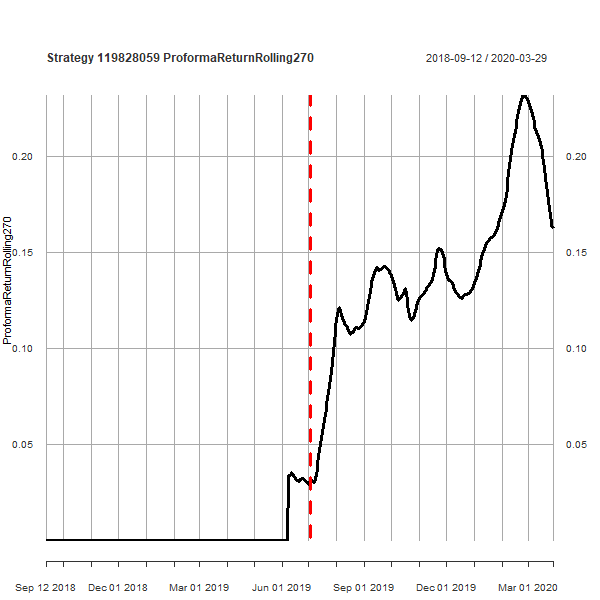 Strategy 119828059 ProformaReturnRolling270
2018-09-12 / 2020-03-29
0.20 0.20
0.15 0.15
ProformaReturnRolling270
0.10 0.10
0.05 0.05
Sep 12 2018 Dec 01 2018 Mar 01 2019 Jun 01 2019 Sep 01 2019 Dec 01 2019 Mar 01 2020